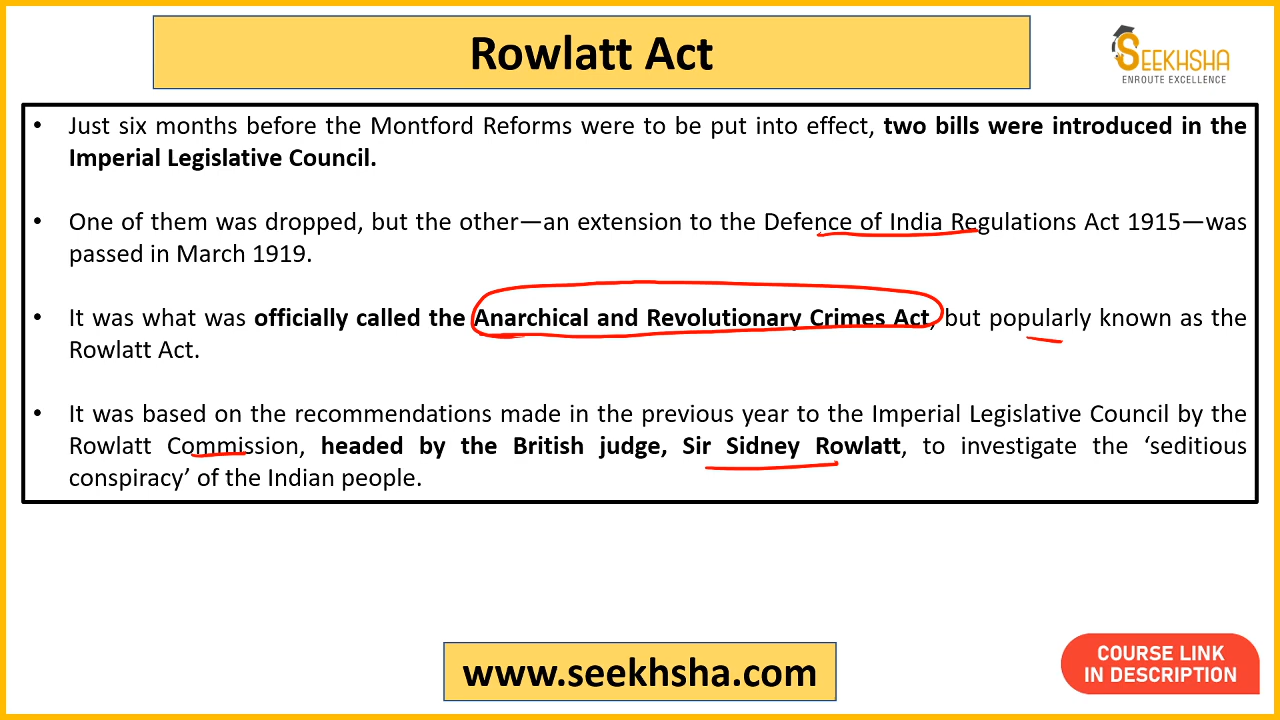 Rowlatt Act
SEEKHSHA
ENROUTE EXCELLENCE
• Just six months before the Montford Reforms were to be put into effect, two bills were introduced in the
Imperial Legislative Council.
• One of them was dropped, but the other—an extension to the Defence of India Regulations Act 1915—was
passed in March 1919.
• It was what was officially called the Anarchical and Revolutionary Crimes Act, but popularly known as the
Rowlatt Act.
• It was based on the recommendations made in the previous year to the Imperial Legislative Council by the
Rowlatt Commission, headed by the British judge, Sir Sidney Rowlatt, to investigate the ‘seditious
conspiracy’ of the Indian people.
www.seekhsha.com
COURSE LINK
IN DESCRIPTION